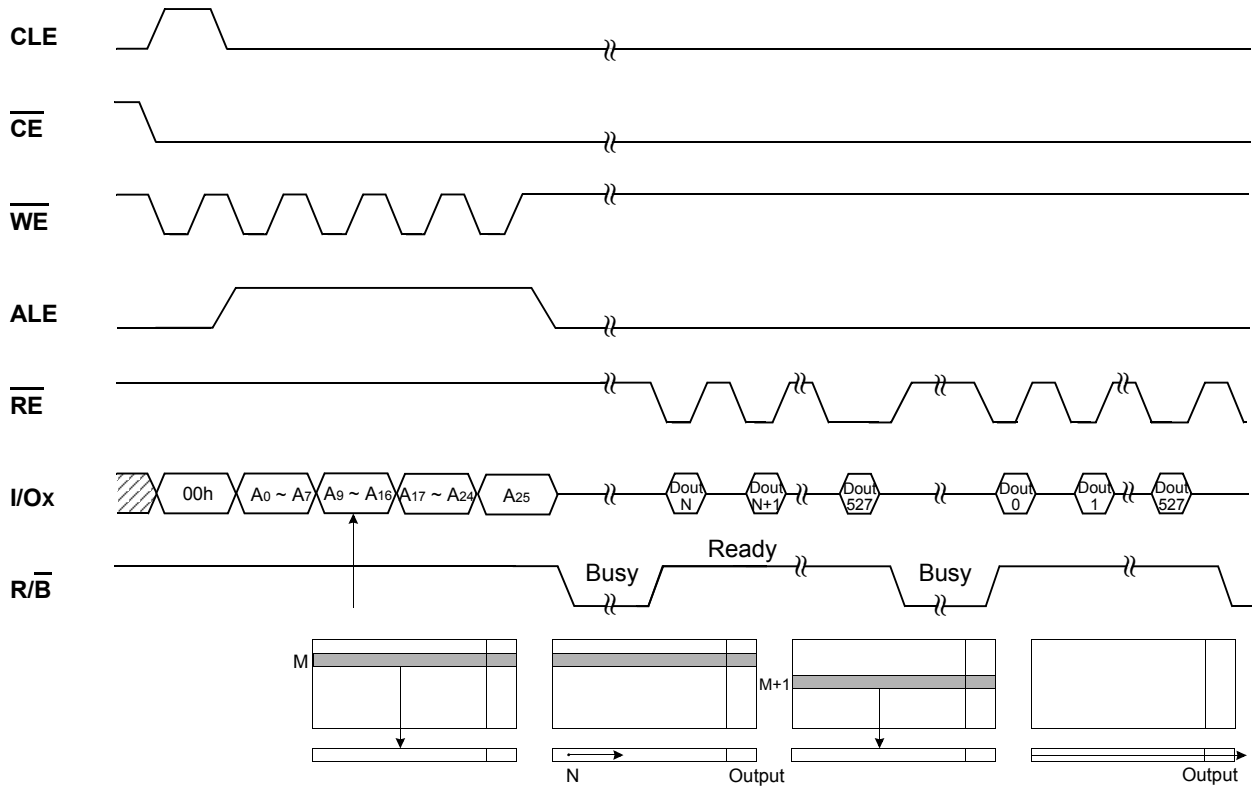 CLE
CE
WE
ALE
RE
I/Ox
00h
A0 ~ A7
A9 ~ A16
A17 ~ A24
A25
Dout
N
Dout
N+1
Dout
527
Dout
0
Dout
1
Dout
527
R/B
Busy
Ready
Busy
M
M+1
N
Output
Output